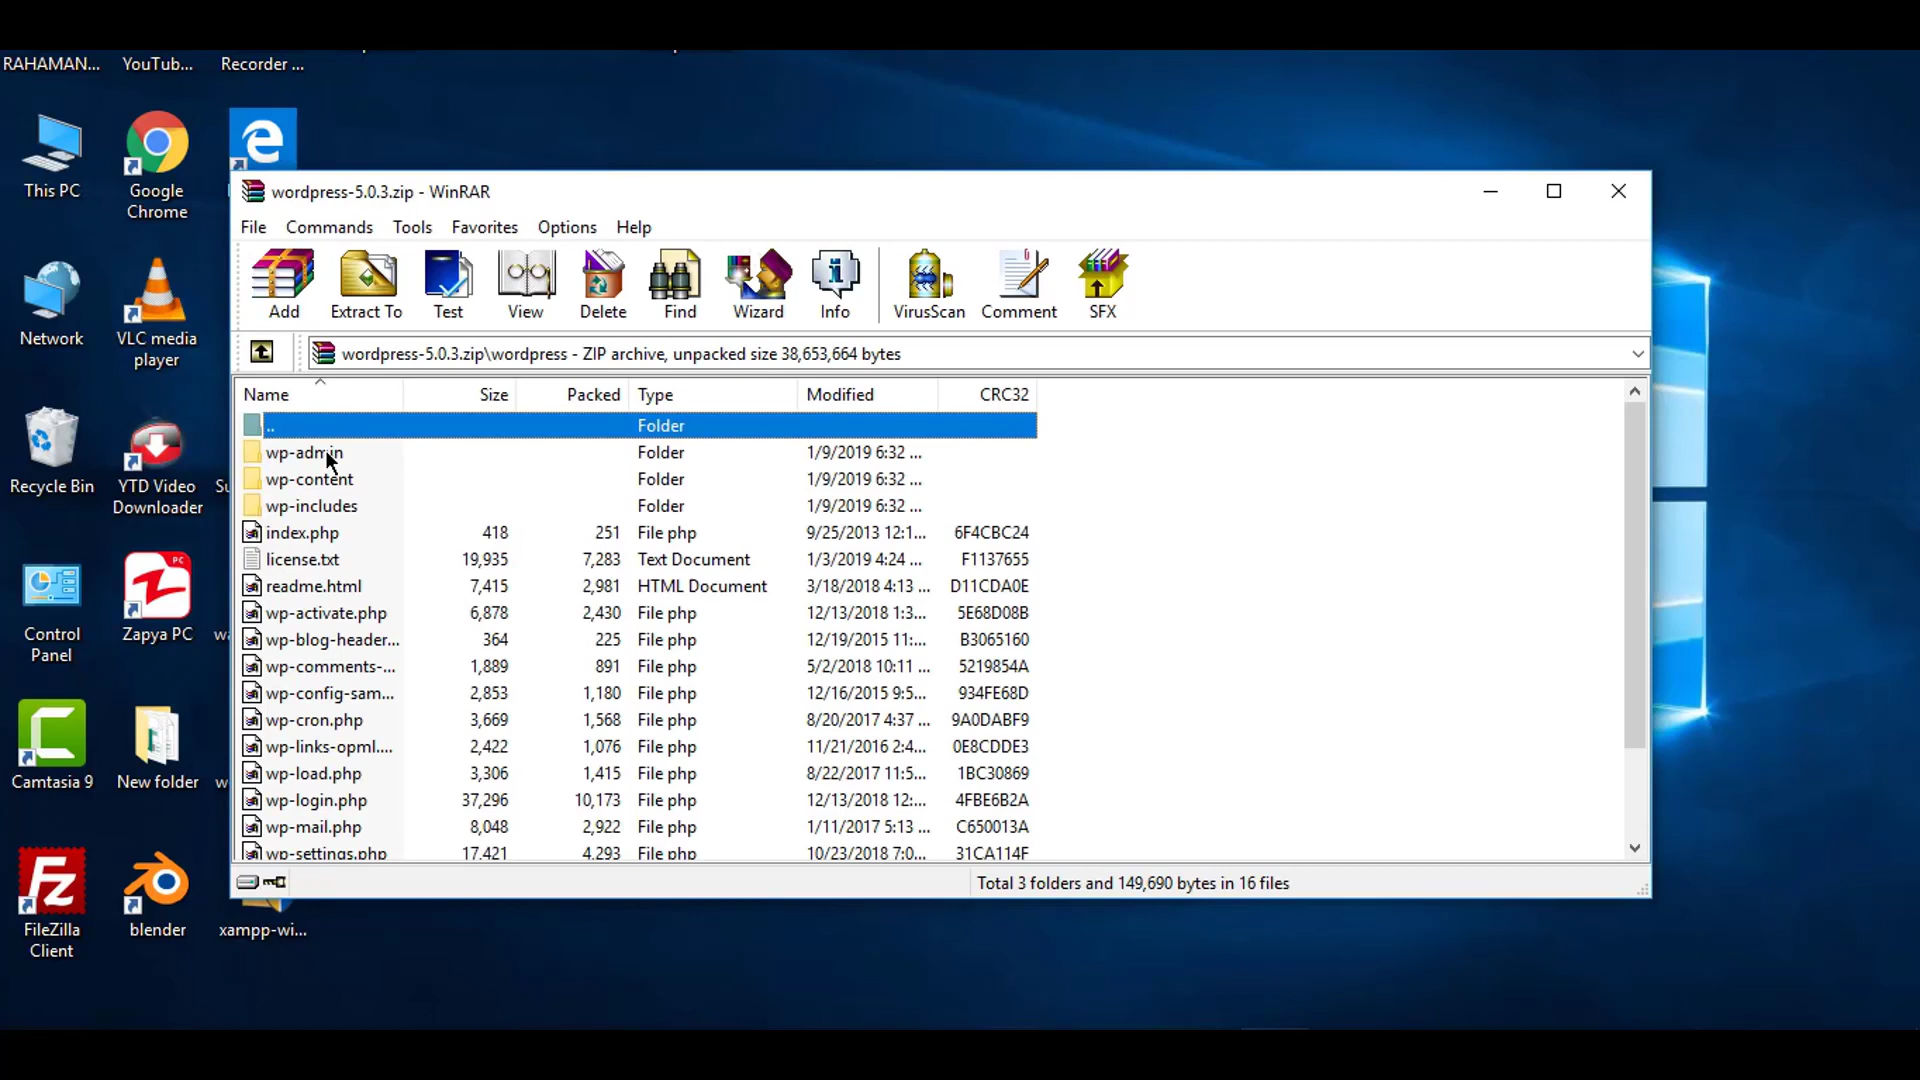 RAHAMAN... YouTub... Recorder ...
This PC
Google Chrome
Network
VLC media player
Recycle Bin
YTD Video Downloader
Control Panel
Zapya PC
Camtasia 9
New folder
FileZilla Client
blender
xampp-wi...
wordpress-5.0.3.zip - WinRAR
File Commands Tools Favorites Options Help
Add Extract To Test View Delete Find Wizard Info VirusScan Comment SFX
wordpress-5.0.3.zip\wordpress - ZIP archive, unpacked size 38,653,664 bytes
Name Size Packed Type Modified CRC32
.. Folder
wp-admin Folder 1/9/2019 6:32 ...
wp-content Folder 1/9/2019 6:32 ...
wp-includes Folder 1/9/2019 6:32 ...
index.php 418 251 File php 9/25/2013 12:1... 6F4CBC24
license.txt 19,935 7,283 Text Document 1/3/2019 4:24 ... F1137655
readme.html 7,415 2,981 HTML Document 3/18/2018 4:13 ... D11CDA0E
wp-activate.php 6,878 2,430 File php 12/13/2018 1:3... 5E68D08B
wp-blog-header... 364 225 File php 12/19/2015 11:... B3065160
wp-comments-... 1,889 891 File php 5/2/2018 10:11 ... 5219854A
wp-config-sam... 2,853 1,180 File php 12/16/2015 9:5... 934FE68D
wp-cron.php 3,669 1,568 File php 8/20/2017 4:37 ... 9A0DABF9
wp-links-opml.... 2,422 1,076 File php 11/21/2016 2:4... 0E8CDDE3
wp-load.php 3,306 1,415 File php 8/22/2017 11:5... 1BC30869
wp-login.php 37,296 10,173 File php 12/13/2018 12:... 4FBE6B2A
wp-mail.php 8,048 2,922 File php 1/11/2017 5:13 ... C650013A
wp-settings.php 17,421 4,293 File php 10/23/2018 7:0... 31CA114F
Total 3 folders and 149,690 bytes in 16 files